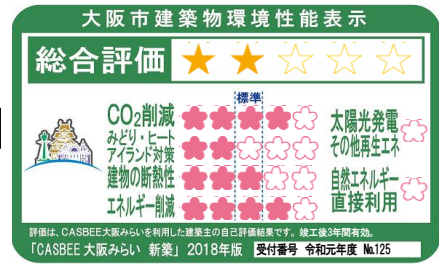 大阪市建築物環境性能表示
総合評価
標準
CO₂削減
みどり・ヒート
アイランド対策
建物の断熱性
エネルギー削減
太陽光発電
その他再生エネ
自然エネルギー
直接利用
評価は、CASBEE大阪みらいを利用した建築主の自己評価結果です。竣工後3年間有効。
「CASBEE 大阪みらい 新築」2018年版 受付番号 令和元年度 №125